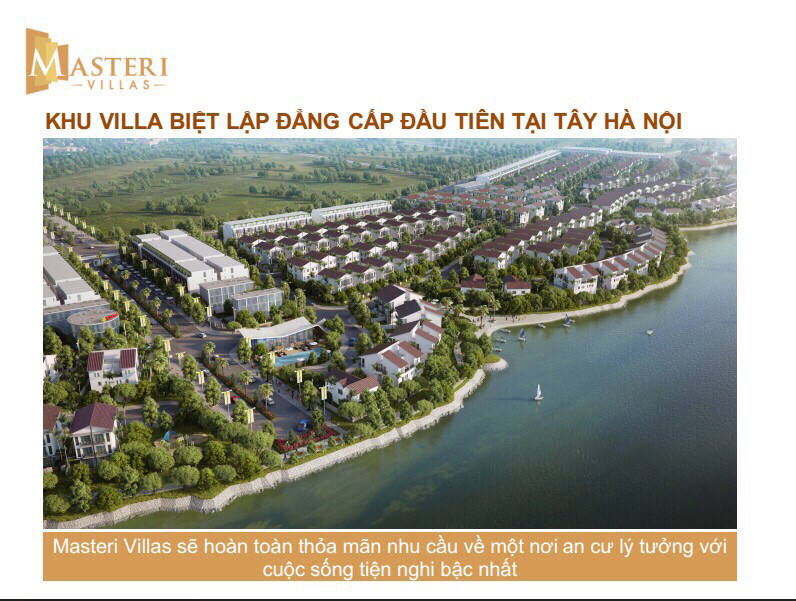 MASTERI
VILLAS
KHU VILLA BIỆT LẬP ĐẲNG CẤP ĐẦU TIÊN TẠI TÂY HÀ NỘI
Masteri Villas sẽ hoàn toàn thỏa mãn nhu cầu về một nơi an cư lý tưởng với
cuộc sống tiện nghi bậc nhất